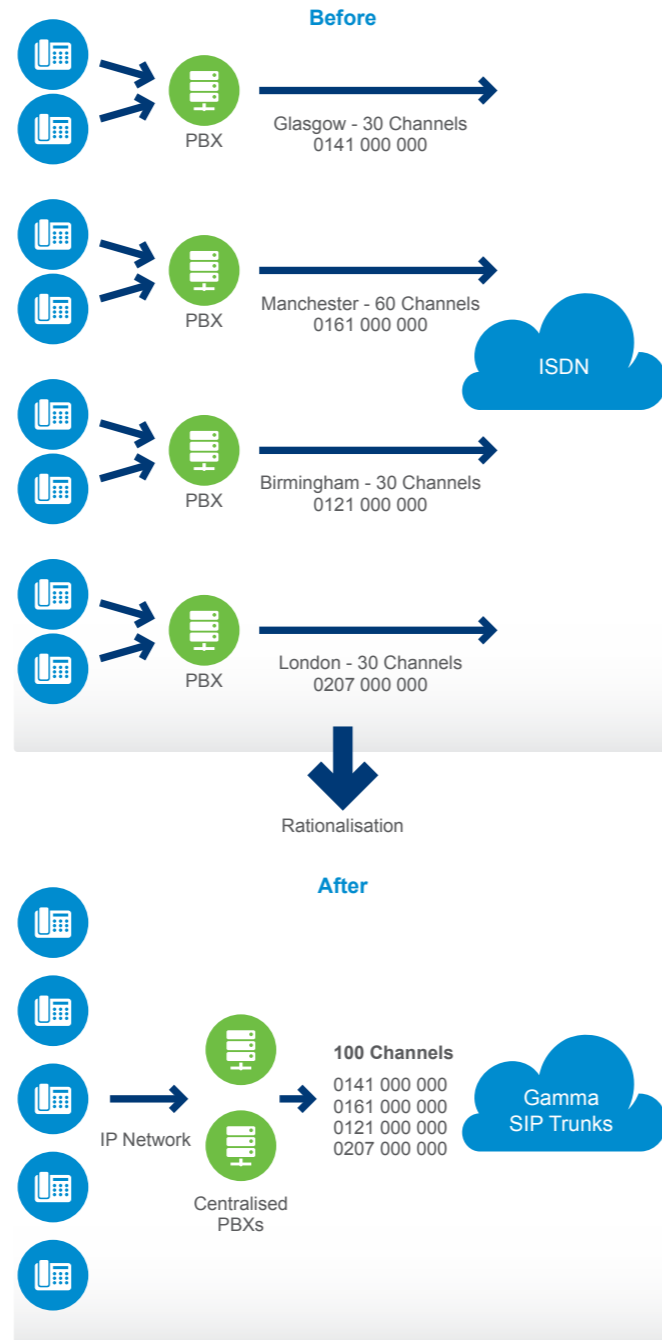 Before
PBX
Glasgow - 30 Channels
0141 000 000
PBX
Manchester - 60 Channels
0161 000 000
ISDN
PBX
Birmingham - 30 Channels
0121 000 000
PBX
London - 30 Channels
0207 000 000
Rationalisation
After
IP Network
Centralised
PBXs
100 Channels
0141 000 000
0161 000 000
0121 000 000
0207 000 000
Gamma
SIP Trunks